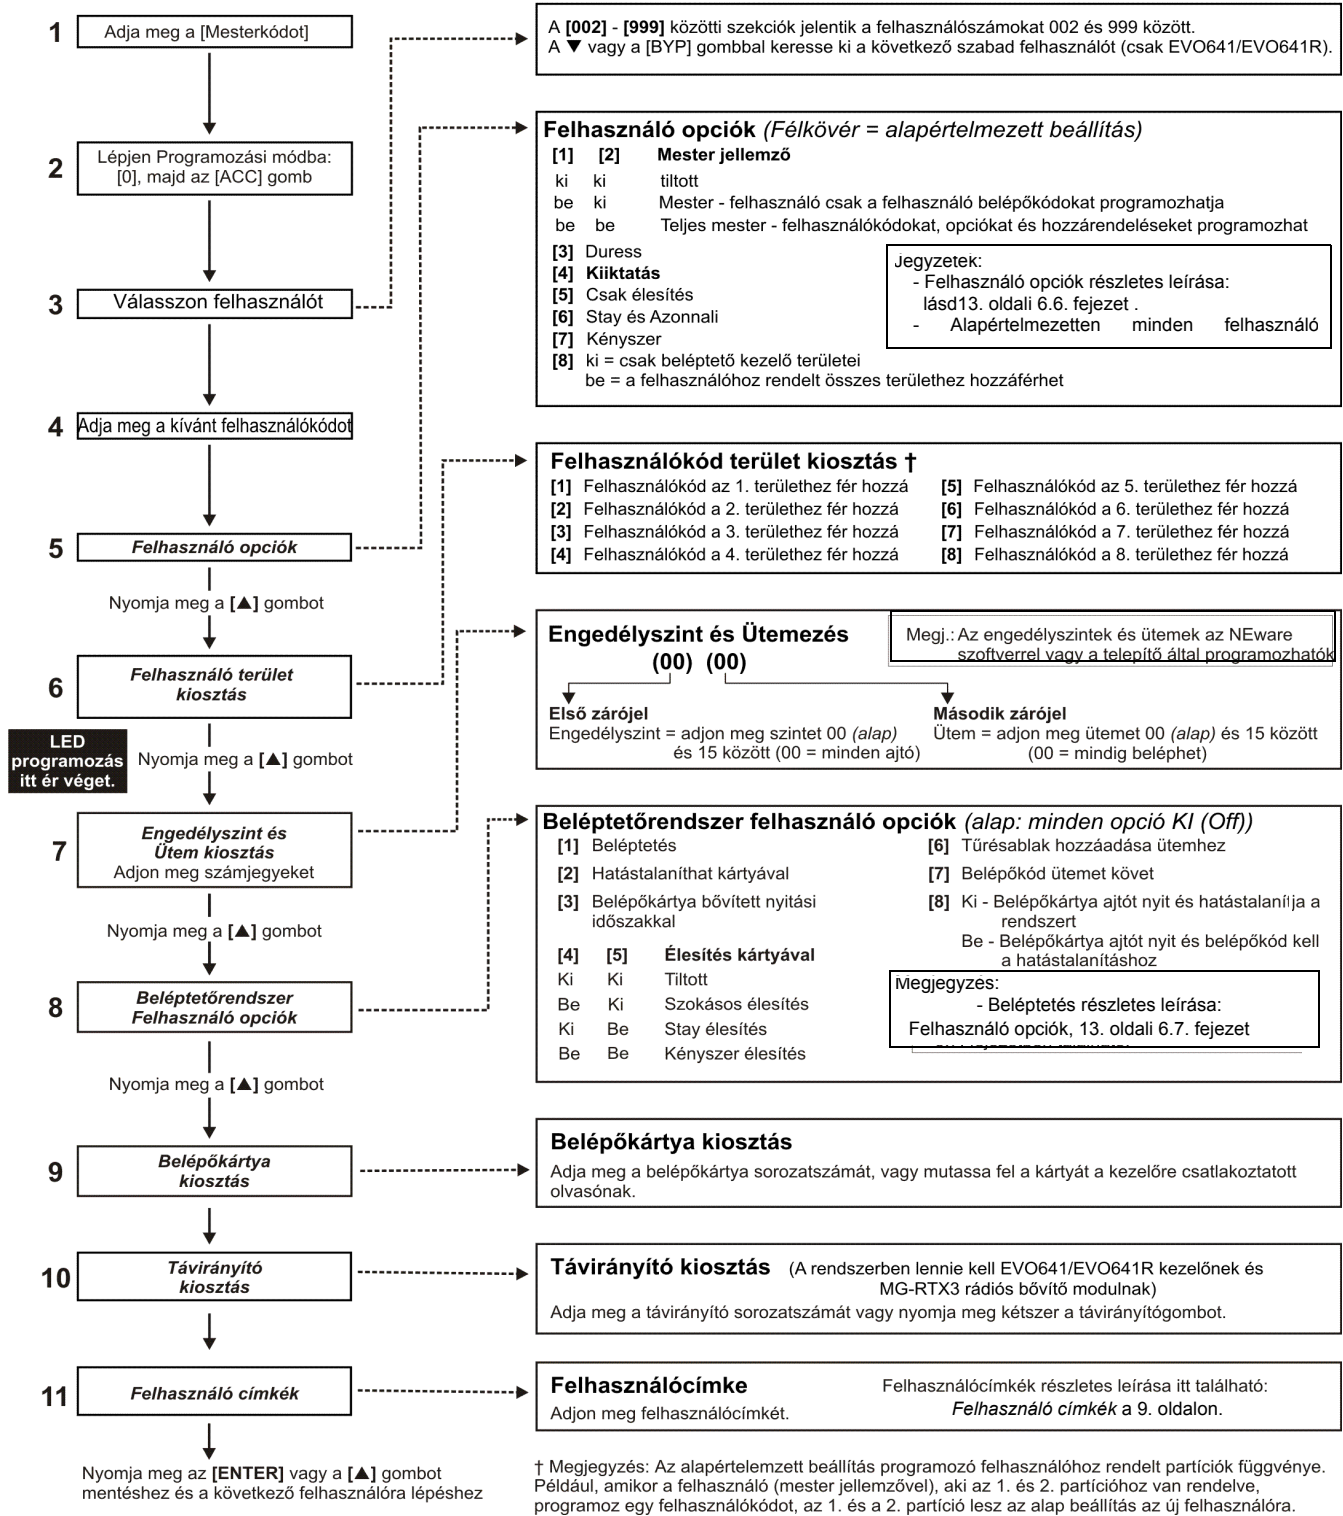 1 Adja meg a [Mesterkódot]
2 Lépjen Programozási módba:
[0], majd az [ACC] gomb
3 Válasszon felhasználót
4 Adja meg a kívánt felhasználókódot
5 Felhasználó opciók
Nyomja meg a [▲] gombot
6 Felhasználó terület
kiosztás
LED
programozás
itt ér véget.
Nyomja meg a [▲] gombot
7 Engedélyszint és
Ütem kiosztás
Adjon meg számjegyeket
Nyomja meg a [▲] gombot
8 Beléptetőrendszer
Felhasználó opciók
Nyomja meg a [▲] gombot
9 Belépőkártya
kiosztás
10 Távirányító
kiosztás
11 Felhasználó címkék
Nyomja meg az [ENTER] vagy a [▲] gombot
mentéshez és a következő felhasználóra lépéshez
A [002] - [999] közötti szekciók jelentik a felhasználószámokat 002 és 999 között.
A ▼ vagy a [BYP] gombbal keresse ki a következő szabad felhasználót (csak EVO641/EVO641R).
Felhasználó opciók (Félkövér = alapértelmezett beállítás)
[1] [2] Mester jellemző
ki ki tiltott
be ki Mester - felhasználó csak a felhasználó belépőkódokat programozhatja
be be Teljes mester - felhasználókódokat, opciókat és hozzárendeléseket programozhat
[3] Duress
[4] Kiiktatás
[5] Csak élesítés
[6] Stay és Azonnali
[7] Kényszer
[8] ki = csak beléptető kezelő területei
be = a felhasználóhoz rendelt összes területhez hozzáférhet
Jegyzetek:
- Felhasználó opciók részletes leírása:
lásd13. oldali 6.6. fejezet .
- Alapértelmezetten minden felhasználó
Felhasználókód terület kiosztás †
[1] Felhasználókód az 1. területhez fér hozzá
[2] Felhasználókód a 2. területhez fér hozzá
[3] Felhasználókód a 3. területhez fér hozzá
[4] Felhasználókód a 4. területhez fér hozzá
[5] Felhasználókód az 5. területhez fér hozzá
[6] Felhasználókód a 6. területhez fér hozzá
[7] Felhasználókód a 7. területhez fér hozzá
[8] Felhasználókód a 8. területhez fér hozzá
Engedélyszint és Ütemezés
(00) (00)
Megj.: Az engedélyszintek és ütemek az NEware
szoftverrel vagy a telepítő által programozhatók
Első zárójel
Engedélyszint = adjon meg szintet 00 (alap)
és 15 között (00 = minden ajtó)
Második zárójel
Ütem = adjon meg ütemet 00 (alap) és 15 között
(00 = mindig beléphet)
Beléptetőrendszer felhasználó opciók (alap: minden opció KI (Off))
[1] Beléptetés
[2] Hatástalaníthat kártyával
[3] Belépőkártya bővített nyitási
időszakkal
[4] [5] Élesítés kártyával
Ki Ki Tiltott
Be Ki Szokásos élesítés
Ki Be Stay élesítés
Be Be Kényszer élesítés
[6] Tűrésablak hozzáadása ütemhez
[7] Belépőkód ütemet követ
[8] Ki - Belépőkártya ajtót nyit és hatástalanítja a
rendszert
Be - Belépőkártya ajtót nyit és belépőkód kell
a hatástalanításhoz
Megjegyzés:
- Beléptetés részletes leírása:
Felhasználó opciók, 13. oldali 6.7. fejezet
Belépőkártya kiosztás
Adja meg a belépőkártya sorozatszámát, vagy mutassa fel a kártyát a kezelőre csatlakoztatott
olvasónak.
Távirányító kiosztás (A rendszerben lennie kell EVO641/EVO641R kezelőnek és
MG-RTX3 rádiós bővítő modulnak)
Adja meg a távirányító sorozatszámát vagy nyomja meg kétszer a távirányítógombot.
Felhasználócímke
Adjon meg felhasználócímkét.
Felhasználócímkék részletes leírása itt található:
Felhasználó címkék a 9. oldalon.
† Megjegyzés: Az alapértelemzett beállítás programozó felhasználóhoz rendelt partíciók függvénye.
Például, amikor a felhasználó (mester jellemzővel), aki az 1. és 2. partícióhoz van rendelve,
programoz egy felhasználókódot, az 1. és a 2. partíció lesz az alap beállítás az új felhasználóra.